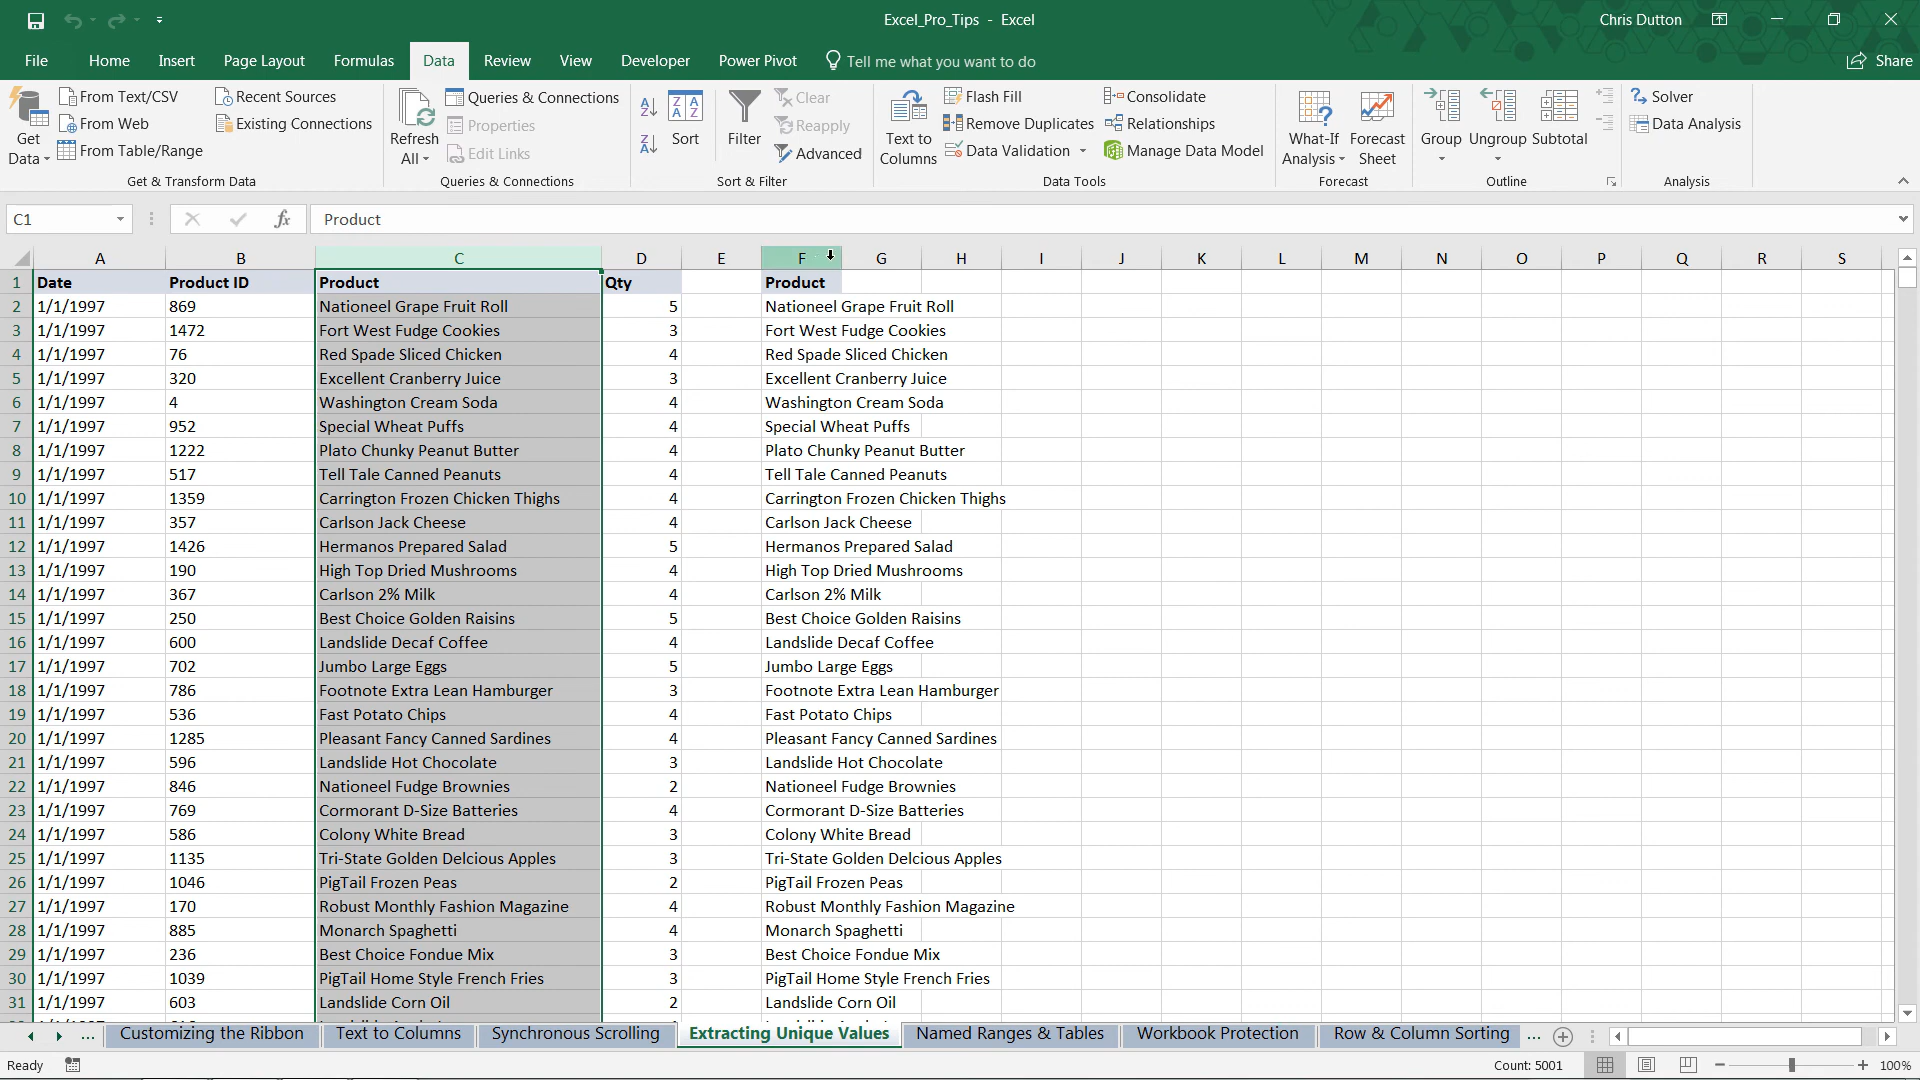 Excel_Pro_Tips - Excel
Chris Dutton
File Home Insert Page Layout Formulas Data Review View Developer Power Pivot Tell me what you want to do
Share
Get Data
From Text/CSV
From Web
From Table/Range
Recent Sources
Existing Connections
Get & Transform Data
Refresh All
Queries & Connections
Properties
Edit Links
Queries & Connections
Sort
Filter
Clear
Reapply
Advanced
Sort & Filter
Text to Columns
Flash Fill
Remove Duplicates
Data Validation
Consolidate
Relationships
Manage Data Model
Data Tools
What-If Analysis
Forecast Sheet
Forecast
Group
Ungroup
Subtotal
Outline
Solver
Data Analysis
Analysis
C1 fx Product
A B C D E F G H I J K L M N O P Q R S
1 Date Product ID Product Qty Product
2 1/1/1997 869 Nationeel Grape Fruit Roll 5 Nationeel Grape Fruit Roll
3 1/1/1997 1472 Fort West Fudge Cookies 3 Fort West Fudge Cookies
4 1/1/1997 76 Red Spade Sliced Chicken 4 Red Spade Sliced Chicken
5 1/1/1997 320 Excellent Cranberry Juice 3 Excellent Cranberry Juice
6 1/1/1997 4 Washington Cream Soda 4 Washington Cream Soda
7 1/1/1997 952 Special Wheat Puffs 4 Special Wheat Puffs
8 1/1/1997 1222 Plato Chunky Peanut Butter 4 Plato Chunky Peanut Butter
9 1/1/1997 517 Tell Tale Canned Peanuts 4 Tell Tale Canned Peanuts
10 1/1/1997 1359 Carrington Frozen Chicken Thighs 4 Carrington Frozen Chicken Thighs
11 1/1/1997 357 Carlson Jack Cheese 4 Carlson Jack Cheese
12 1/1/1997 1426 Hermanos Prepared Salad 5 Hermanos Prepared Salad
13 1/1/1997 190 High Top Dried Mushrooms 4 High Top Dried Mushrooms
14 1/1/1997 367 Carlson 2% Milk 4 Carlson 2% Milk
15 1/1/1997 250 Best Choice Golden Raisins 5 Best Choice Golden Raisins
16 1/1/1997 600 Landslide Decaf Coffee 4 Landslide Decaf Coffee
17 1/1/1997 702 Jumbo Large Eggs 5 Jumbo Large Eggs
18 1/1/1997 786 Footnote Extra Lean Hamburger 3 Footnote Extra Lean Hamburger
19 1/1/1997 536 Fast Potato Chips 4 Fast Potato Chips
20 1/1/1997 1285 Pleasant Fancy Canned Sardines 4 Pleasant Fancy Canned Sardines
21 1/1/1997 596 Landslide Hot Chocolate 3 Landslide Hot Chocolate
22 1/1/1997 846 Nationeel Fudge Brownies 2 Nationeel Fudge Brownies
23 1/1/1997 769 Cormorant D-Size Batteries 4 Cormorant D-Size Batteries
24 1/1/1997 586 Colony White Bread 3 Colony White Bread
25 1/1/1997 1135 Tri-State Golden Delcious Apples 3 Tri-State Golden Delcious Apples
26 1/1/1997 1046 PigTail Frozen Peas 2 PigTail Frozen Peas
27 1/1/1997 170 Robust Monthly Fashion Magazine 4 Robust Monthly Fashion Magazine
28 1/1/1997 885 Monarch Spaghetti 4 Monarch Spaghetti
29 1/1/1997 236 Best Choice Fondue Mix 3 Best Choice Fondue Mix
30 1/1/1997 1039 PigTail Home Style French Fries 3 PigTail Home Style French Fries
31 1/1/1997 603 Landslide Corn Oil 2 Landslide Corn Oil
... Customizing the Ribbon Text to Columns Synchronous Scrolling Extracting Unique Values Named Ranges & Tables Workbook Protection Row & Column Sorting ...
Ready Count: 5001 100%